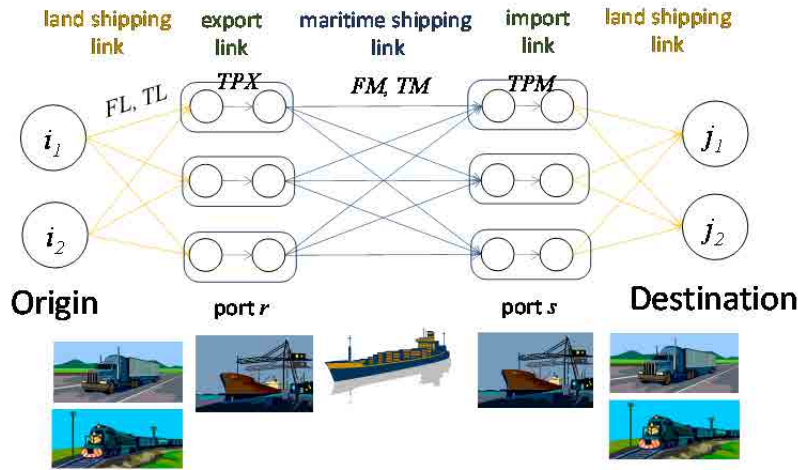 land shipping link
export link
maritime shipping link
import link
land shipping link
FL, TL
TPX
FM, TM
TPM
i1
j1
i2
j2
Origin
port r
port s
Destination